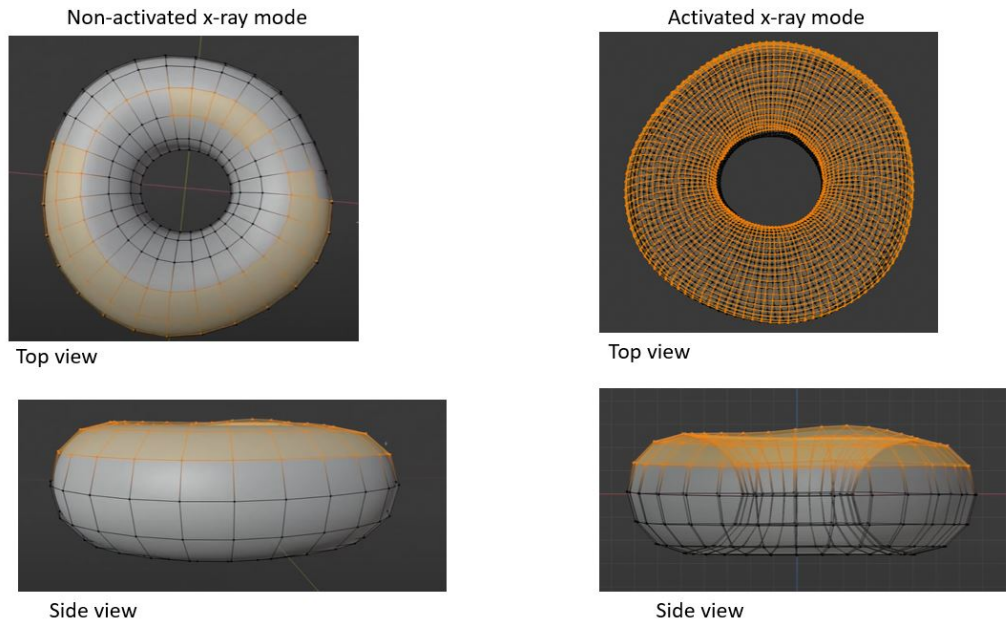 Non-activated x-ray mode
Activated x-ray mode
Top view
Top view
Side view
Side view